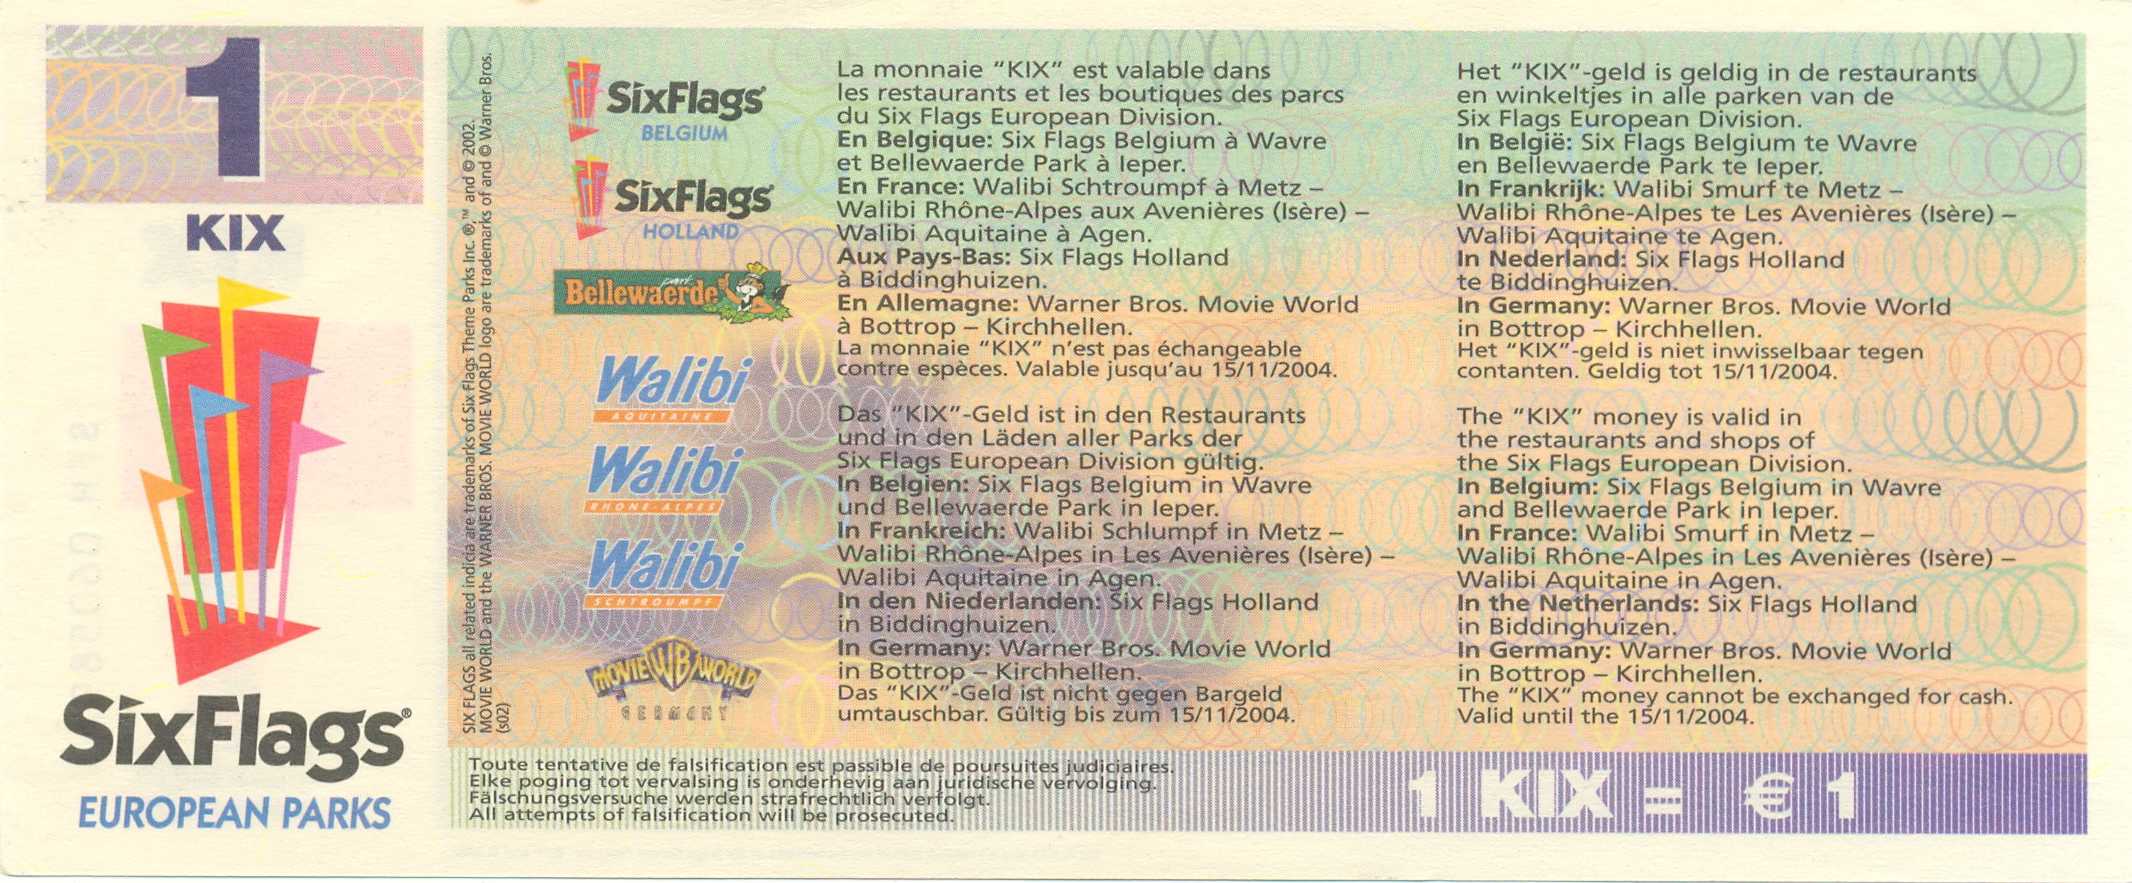 1
KIX
SixFlags®
EUROPEAN PARKS
SIX FLAGS all related indicia are trademarks of Six Flags Theme Parks Inc. ®,™ and © 2002.
MOVIE WORLD and the WARNER BROS. MOVIE WORLD logo are trademarks of and © Warner Bros.
(s02)
SixFlags
BELGIUM
SixFlags
HOLLAND
park
Bellewaerde
Walibi
AQUITAINE
Walibi
RHONE-ALPES
Walibi
SCHTROUMPF
MOVIE WB WORLD
GERMANY
La monnaie “KIX” est valable dans
les restaurants et les boutiques des parcs
du Six Flags European Division.
En Belgique: Six Flags Belgium à Wavre
et Bellewaerde Park à Ieper.
En France: Walibi Schtroumpf à Metz –
Walibi Rhône-Alpes aux Avenières (Isère) –
Walibi Aquitaine à Agen.
Aux Pays-Bas: Six Flags Holland
à Biddinghuizen.
En Allemagne: Warner Bros. Movie World
à Bottrop – Kirchhellen.
La monnaie “KIX” n’est pas échangeable
contre espèces. Valable jusqu’au 15/11/2004.
Das “KIX”-Geld ist in den Restaurants
und in den Läden aller Parks der
Six Flags European Division gültig.
In Belgien: Six Flags Belgium in Wavre
und Bellewaerde Park in Ieper.
In Frankreich: Walibi Schlumpf in Metz –
Walibi Rhône-Alpes in Les Avenières (Isère) –
Walibi Aquitaine in Agen.
In den Niederlanden: Six Flags Holland
in Biddinghuizen.
In Germany: Warner Bros. Movie World
in Bottrop – Kirchhellen.
Das “KIX”-Geld ist nicht gegen Bargeld
umtauschbar. Gültig bis zum 15/11/2004.
Het “KIX”-geld is geldig in de restaurants
en winkeltjes in alle parken van de
Six Flags European Division.
In België: Six Flags Belgium te Wavre
en Bellewaerde Park te Ieper.
In Frankrijk: Walibi Smurf te Metz –
Walibi Rhône-Alpes te Les Avenières (Isère) –
Walibi Aquitaine te Agen.
In Nederland: Six Flags Holland
te Biddinghuizen.
In Germany: Warner Bros. Movie World
in Bottrop – Kirchhellen.
Het “KIX”-geld is niet inwisselbaar tegen
contanten. Geldig tot 15/11/2004.
The “KIX” money is valid in
the restaurants and shops of
the Six Flags European Division.
In Belgium: Six Flags Belgium in Wavre
and Bellewaerde Park in Ieper.
In France: Walibi Smurf in Metz –
Walibi Rhône-Alpes in Les Avenières (Isère) –
Walibi Aquitaine in Agen.
In the Netherlands: Six Flags Holland
in Biddinghuizen.
In Germany: Warner Bros. Movie World
in Bottrop – Kirchhellen.
The “KIX” money cannot be exchanged for cash.
Valid until the 15/11/2004.
Toute tentative de falsification est passible de poursuites judiciaires.
Elke poging tot vervalsing is onderhevig aan juridische vervolging.
Fälschungsversuche werden strafrechtlich verfolgt.
All attempts of falsification will be prosecuted.
1 KIX = € 1